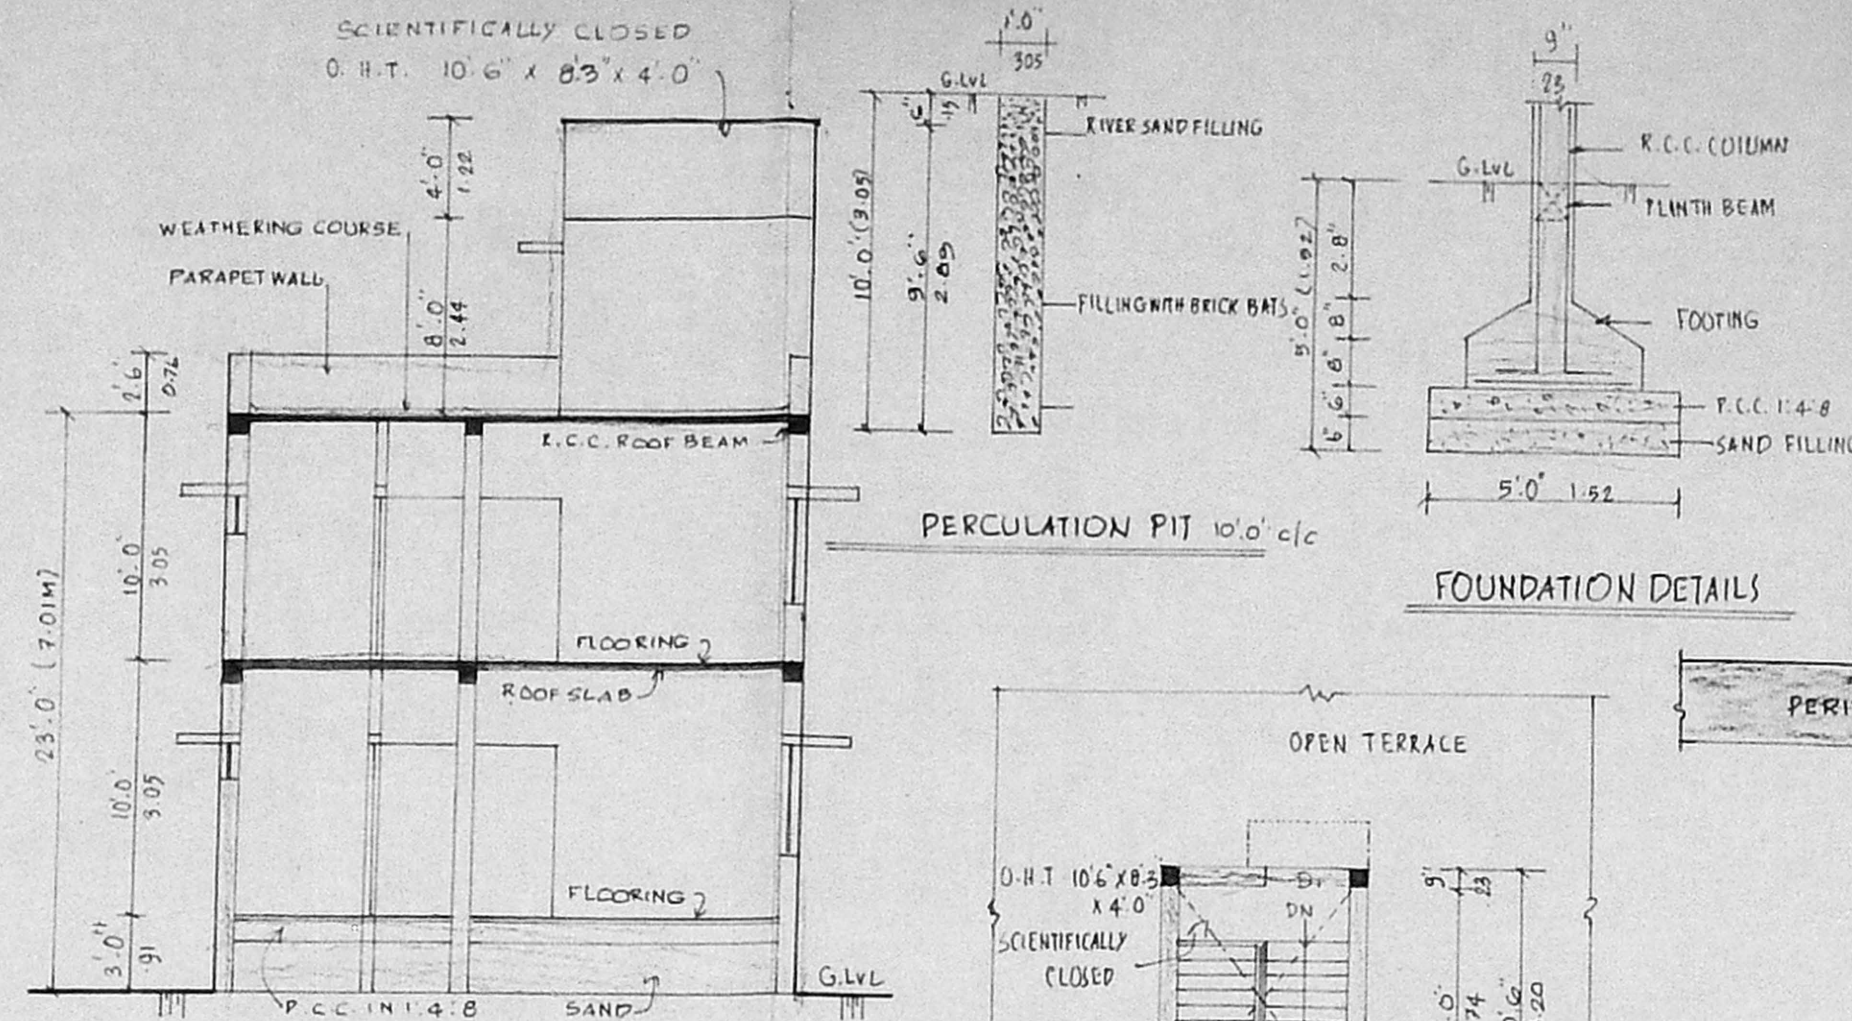 SCIENTIFICALLY CLOSED
O.H.T. 10'.6" X 8'.3" X 4'.0"
4'.0"
1.22
WEATHERING COURSE
PARAPET WALL
8'.0"
2.44
2'.6"
0.76
R.C.C. ROOF BEAM
10'.0"
3.05
23'.0" (7.01M)
FLOORING
ROOF SLAB
10'.0'
3.05
FLOORING
3'.0"
.91
G.LVL
P.C.C. IN 1:4:8
SAND
1'.0"
305
G.LVL
6"
.15
RIVER SAND FILLING
10'.0" (3.05)
9'.6"
2.89
FILLING WITH BRICK BATS
PERCULATION PIT 10'.0" c/c
9"
23
R.C.C. COLUMN
G.LVL
PLINTH BEAM
5'.0" (1.52)
2'.8"
8"
8"
6"
6"
FOOTING
P.C.C. 1:4:8
SAND FILLING
5'.0" 1.52
FOUNDATION DETAILS
PERI
OPEN TERRACE
O.H.T 10'.6" X 8'.3
X 4'.0"
SCIENTIFICALLY
CLOSED
DN
9"
23